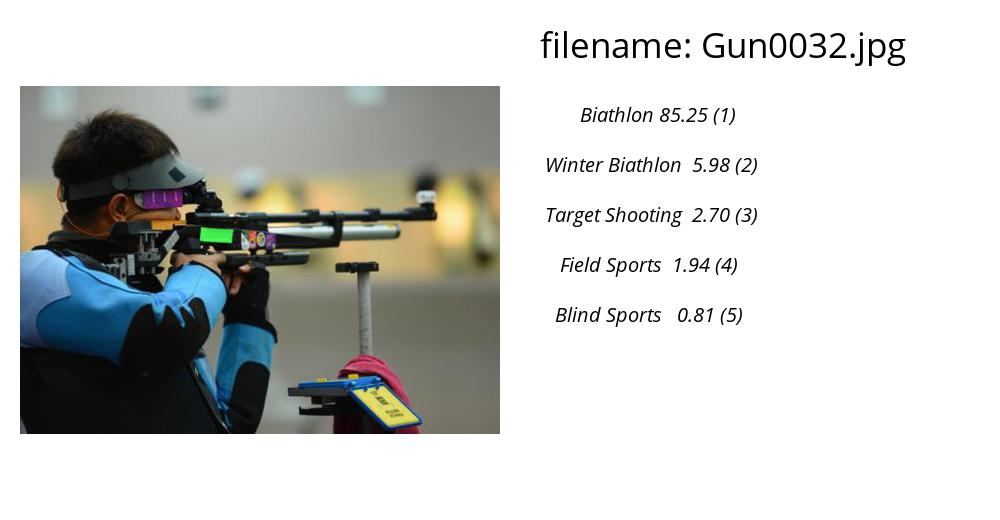 filename: Gun0032.jpg
Biathlon 85.25 (1)
Winter Biathlon 5.98 (2)
Target Shooting 2.70 (3)
Field Sports 1.94 (4)
Blind Sports 0.81 (5)